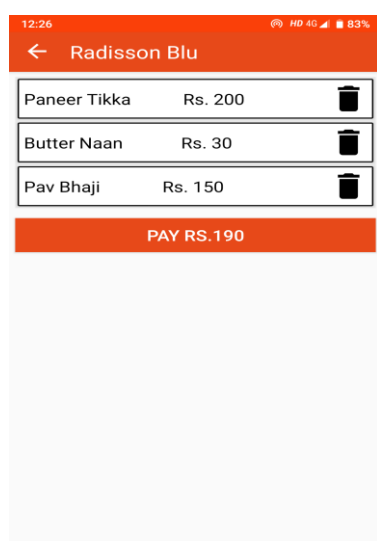 12:26 HD 4G 83%
Radisson Blu
Paneer Tikka Rs. 200
Butter Naan Rs. 30
Pav Bhaji Rs. 150
PAY RS.190